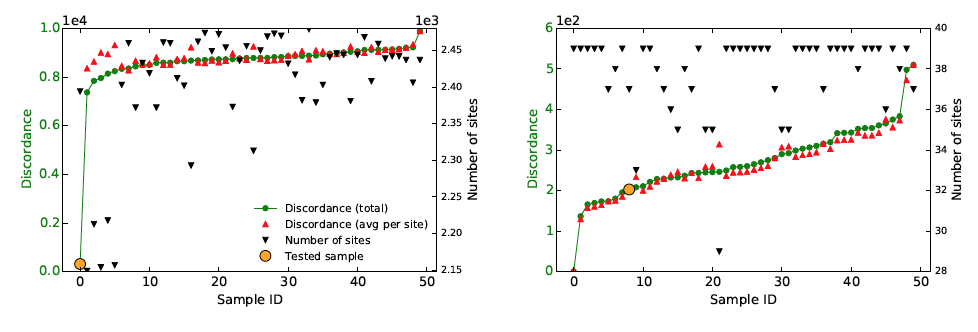 1.0 1e4
1e3
0.8
0.6
0.4
0.2
0.0
Discordance
2.45
2.40
2.35
2.30
2.25
2.20
2.15
Number of sites
Discordance (total)
Discordance (avg per site)
Number of sites
Tested sample
0 10 20 30 40 50
Sample ID
6 1e2
5
4
3
2
1
0
Discordance
40
38
36
34
32
30
28
Number of sites
0 10 20 30 40 50
Sample ID